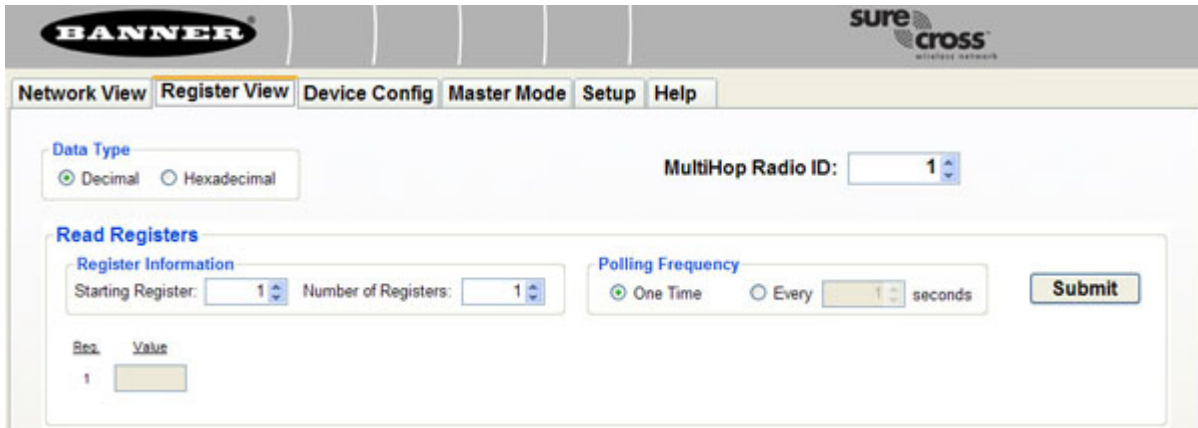 BANNER
sure cross
wireless network
Network View Register View Device Config Master Mode Setup Help
Data Type
Decimal Hexadecimal
MultiHop Radio ID: 1
Read Registers
Register Information
Starting Register: 1 Number of Registers: 1
Polling Frequency
One Time Every 1 seconds
Submit
Reg. Value
1